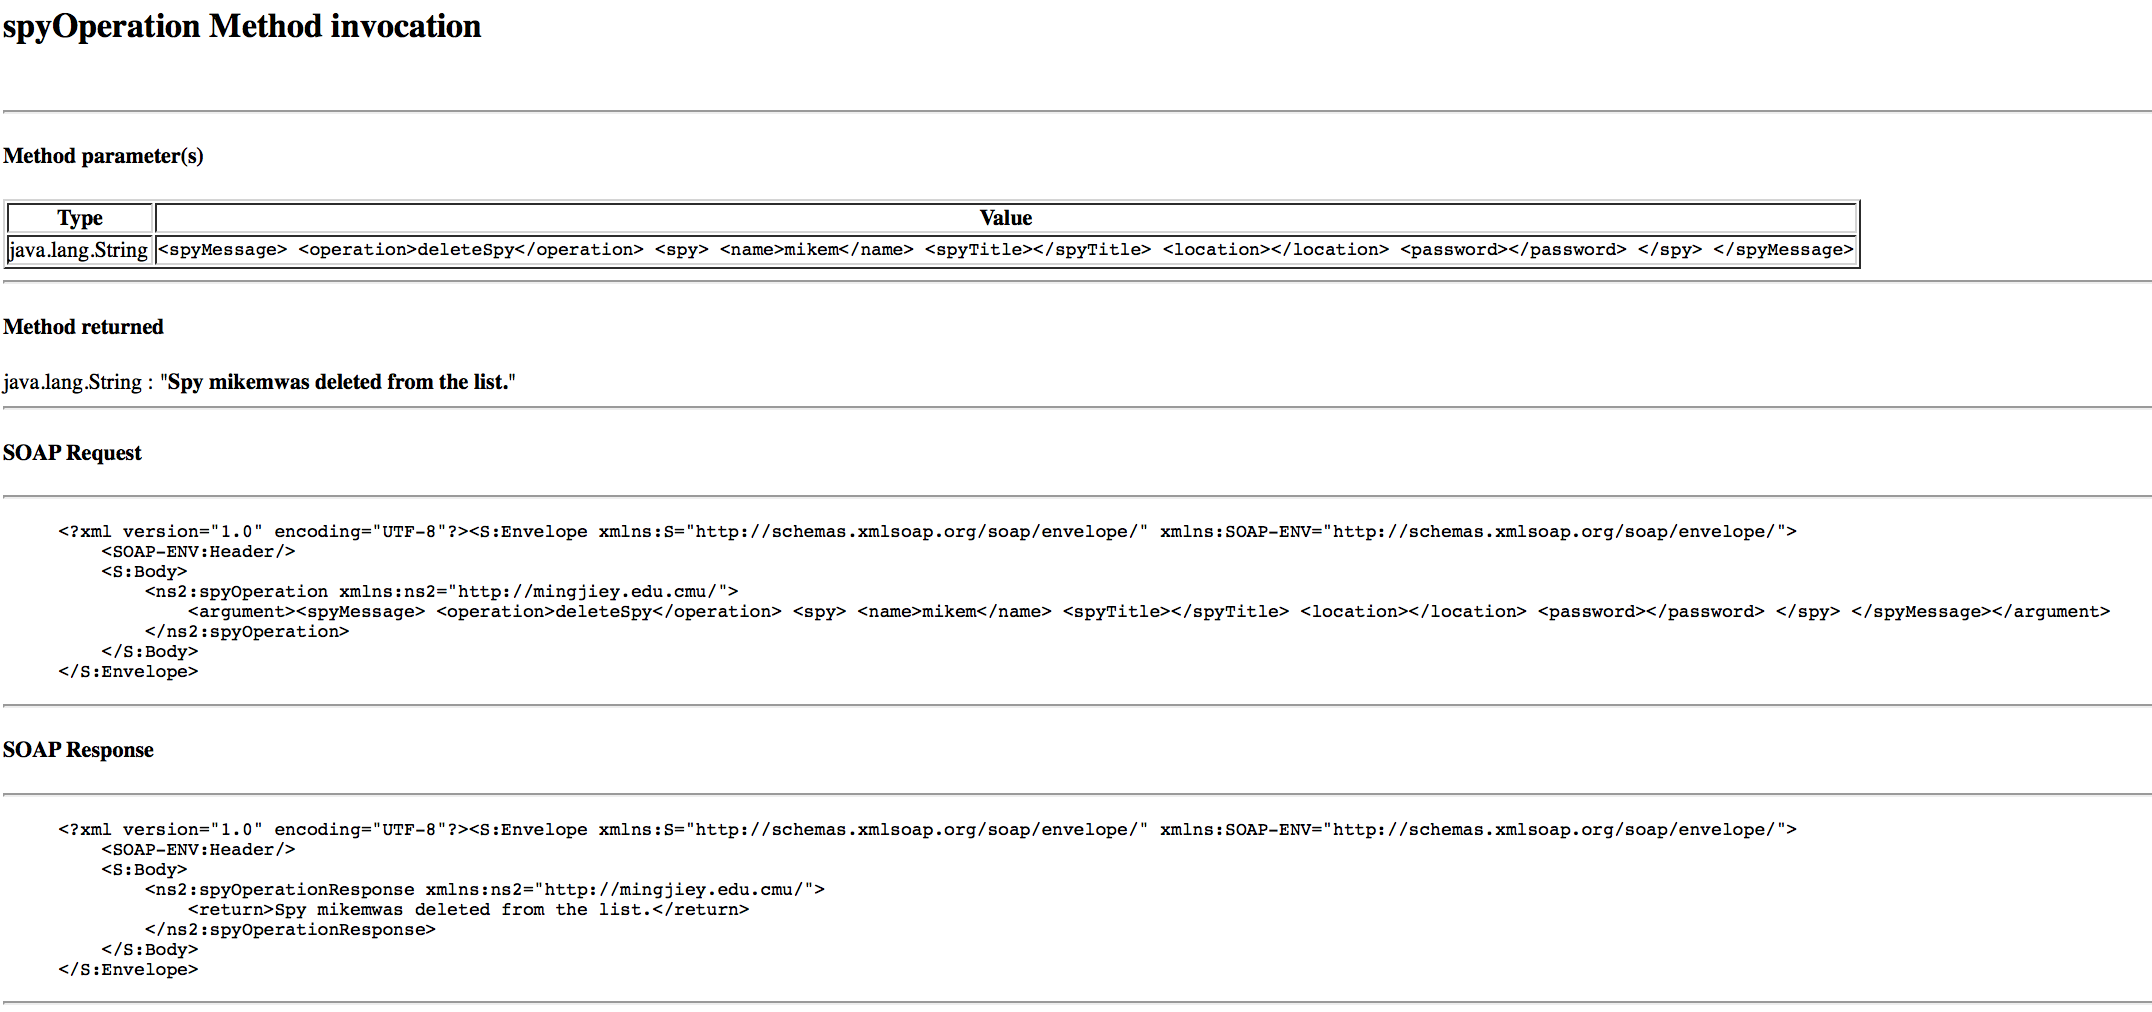 spyOperation Method invocation
Method parameter(s)
Type Value
java.lang.String <spyMessage> <operation>deleteSpy</operation> <spy> <name>mikem</name> <spyTitle></spyTitle> <location></location> <password></password> </spy> </spyMessage>
Method returned
java.lang.String : "Spy mikemwas deleted from the list."
SOAP Request
<?xml version="1.0" encoding="UTF-8"?><S:Envelope xmlns:S="http://schemas.xmlsoap.org/soap/envelope/" xmlns:SOAP-ENV="http://schemas.xmlsoap.org/soap/envelope/">
<SOAP-ENV:Header/>
<S:Body>
<ns2:spyOperation xmlns:ns2="http://mingjiey.edu.cmu/">
<argument><spyMessage> <operation>deleteSpy</operation> <spy> <name>mikem</name> <spyTitle></spyTitle> <location></location> <password></password> </spy> </spyMessage></argument>
</ns2:spyOperation>
</S:Body>
</S:Envelope>
SOAP Response
<?xml version="1.0" encoding="UTF-8"?><S:Envelope xmlns:S="http://schemas.xmlsoap.org/soap/envelope/" xmlns:SOAP-ENV="http://schemas.xmlsoap.org/soap/envelope/">
<SOAP-ENV:Header/>
<S:Body>
<ns2:spyOperationResponse xmlns:ns2="http://mingjiey.edu.cmu/">
<return>Spy mikemwas deleted from the list.</return>
</ns2:spyOperationResponse>
</S:Body>
</S:Envelope>